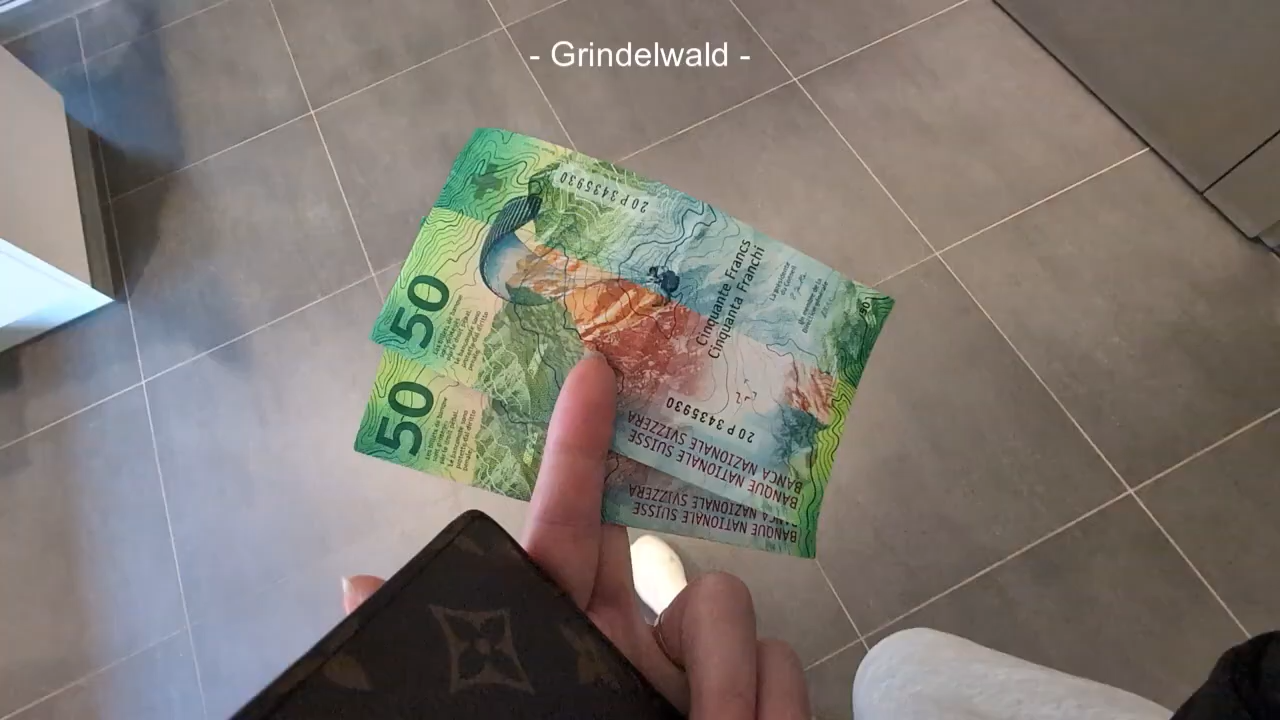 - Grindelwald -
20P3435930
50
Cinquante Francs
Cinquanta Franchi
20P3435930
BANQUE NATIONALE SUISSE
BANCA NAZIONALE SVIZZERA
50
50
BANQUE NATIONALE SUISSE
BANCA NAZIONALE SVIZZERA